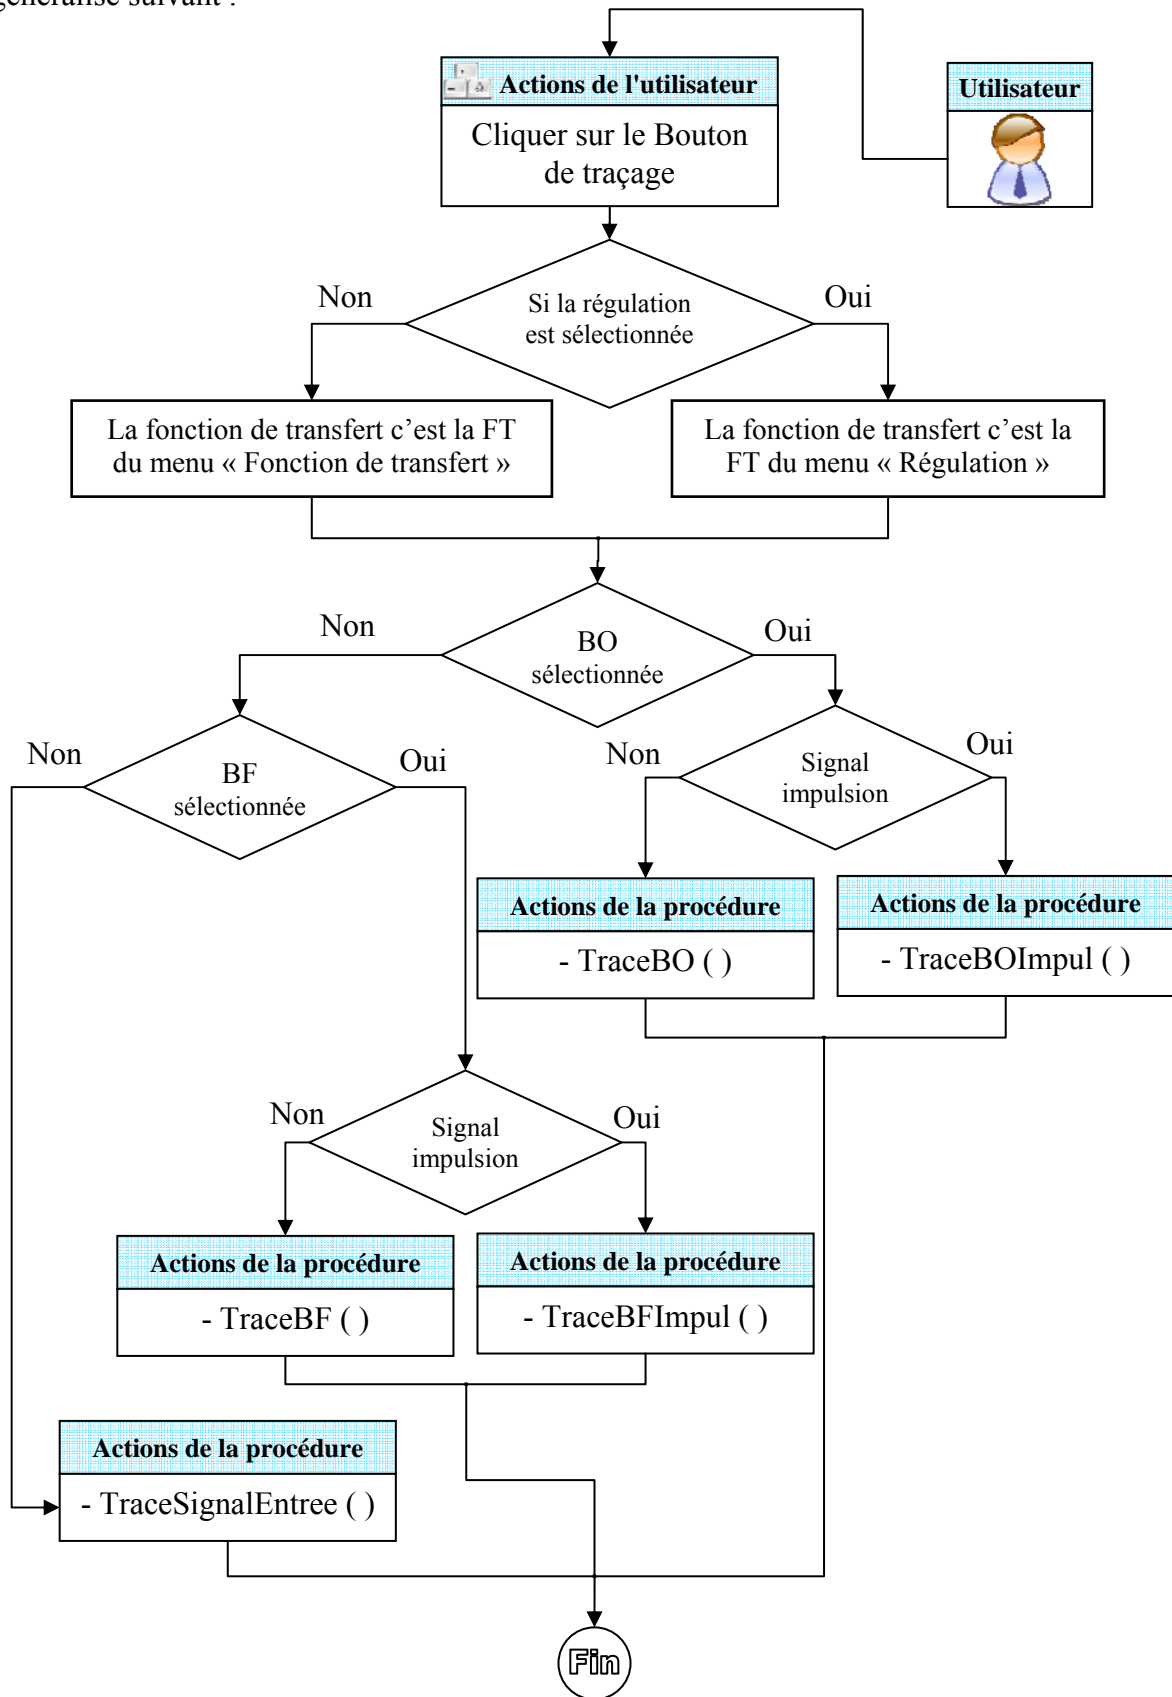 généralisé suivant :
Actions de l'utilisateur
Utilisateur
Cliquer sur le Bouton
de traçage
Non
Oui
Si la régulation
est sélectionnée
La fonction de transfert c’est la FT
du menu « Fonction de transfert »
La fonction de transfert c’est la
FT du menu « Régulation »
Non
Oui
BO
sélectionnée
Non
Oui
BF
sélectionnée
Non
Oui
Signal
impulsion
Actions de la procédure
- TraceBO ( )
Actions de la procédure
- TraceBOImpul ( )
Non
Oui
Signal
impulsion
Actions de la procédure
- TraceBF ( )
Actions de la procédure
- TraceBFImpul ( )
Actions de la procédure
- TraceSignalEntree ( )
Fin